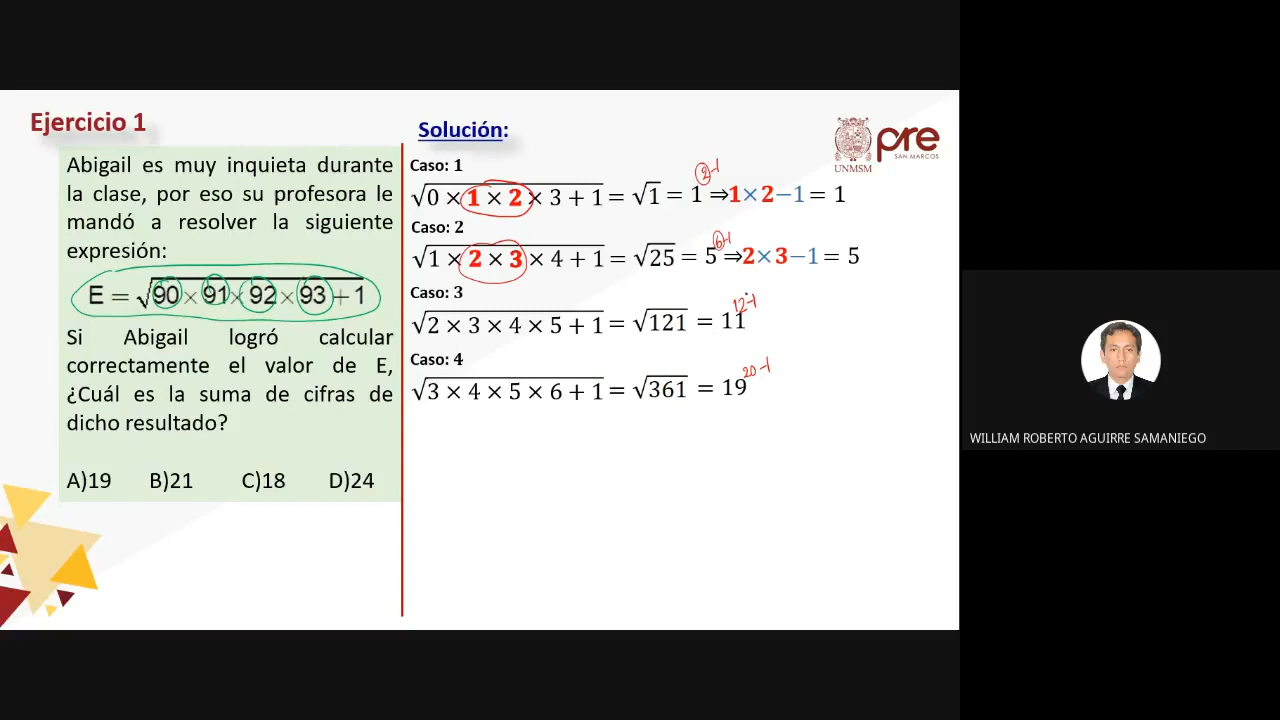 Ejercicio 1
Abigail es muy inquieta durante
la clase, por eso su profesora le
mandó a resolver la siguiente
expresión:
E = √90×91×92×93+1
Si Abigail logró calcular
correctamente el valor de E,
¿Cuál es la suma de cifras de
dicho resultado?
A)19 B)21 C)18 D)24
Solución:
Caso: 1
√0 × 1 × 2 × 3 + 1 = √1 = 1 ⇒ 1×2−1 = 1
2-1
Caso: 2
√1 × 2 × 3 × 4 + 1 = √25 = 5 ⇒ 2×3−1 = 5
6-1
Caso: 3
√2 × 3 × 4 × 5 + 1 = √121 = 11
12-1
Caso: 4
√3 × 4 × 5 × 6 + 1 = √361 = 19
20-1
UNMSM
pre
SAN MARCOS
WILLIAM ROBERTO AGUIRRE SAMANIEGO